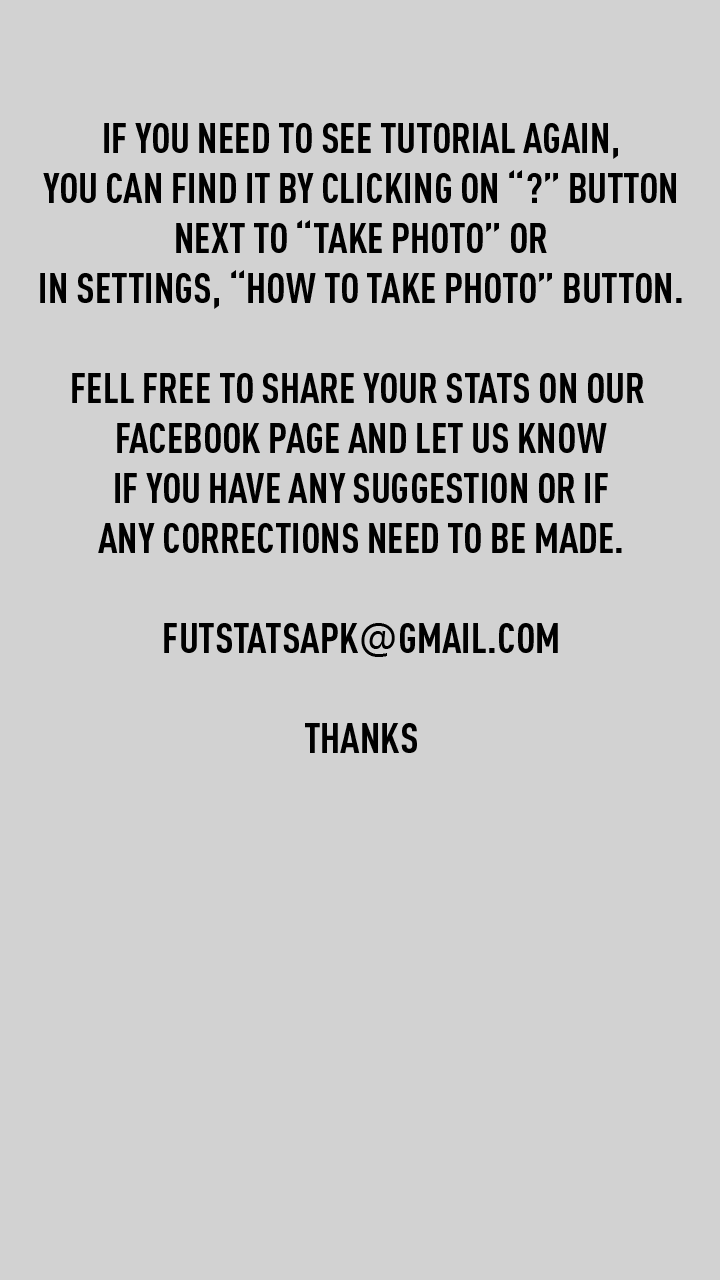 IF YOU NEED TO SEE TUTORIAL AGAIN,
YOU CAN FIND IT BY CLICKING ON “?” BUTTON
NEXT TO “TAKE PHOTO” OR
IN SETTINGS, “HOW TO TAKE PHOTO” BUTTON.
FELL FREE TO SHARE YOUR STATS ON OUR
FACEBOOK PAGE AND LET US KNOW
IF YOU HAVE ANY SUGGESTION OR IF
ANY CORRECTIONS NEED TO BE MADE.
FUTSTATSAPK@GMAIL.COM
THANKS